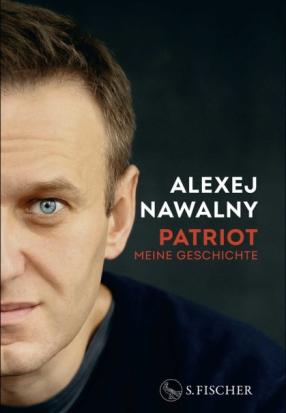 ALEXEJ
NAWALNY
PATRIOT
MEINE GESCHICHTE
S. FISCHER